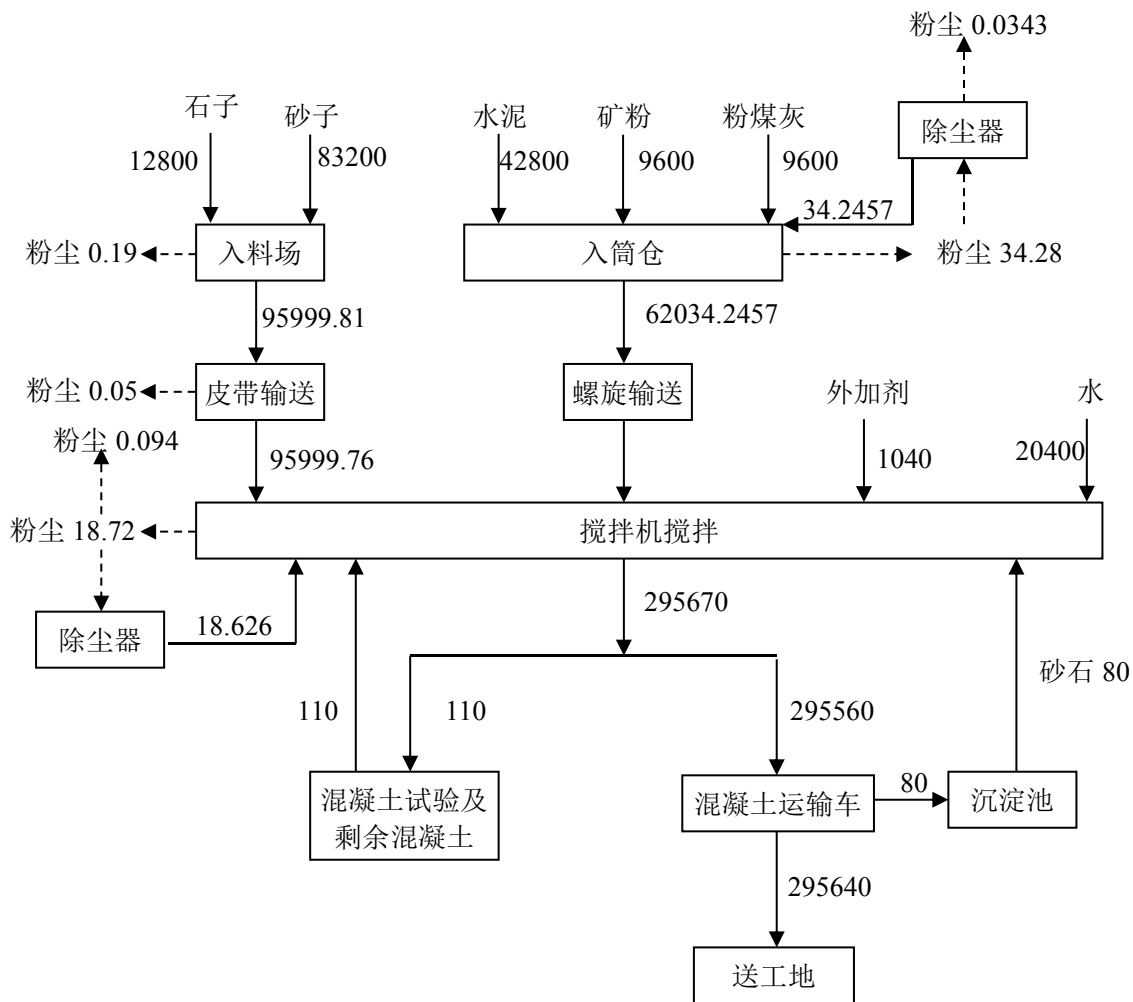 粉尘 0.0343
石子
砂子
水泥
矿粉
粉煤灰
除尘器
12800
83200
42800
9600
9600
34.2457
粉尘 0.19
入料场
入筒仓
粉尘 34.28
95999.81
62034.2457
粉尘 0.05
皮带输送
螺旋输送
外加剂
水
粉尘 0.094
95999.76
1040
20400
粉尘 18.72
搅拌机搅拌
295670
除尘器
18.626
砂石 80
110
110
295560
80
混凝土试验及
剩余混凝土
混凝土运输车
沉淀池
295640
送工地